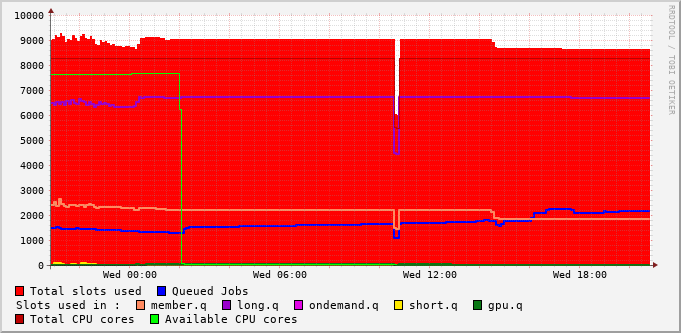 10000
9000
8000
7000
6000
5000
4000
3000
2000
1000
0
Wed 00:00 Wed 06:00 Wed 12:00 Wed 18:00
RRDTOOL / TOBI OETIKER
Total slots used Queued Jobs
Slots used in : member.q long.q ondemand.q short.q gpu.q
Total CPU cores Available CPU cores